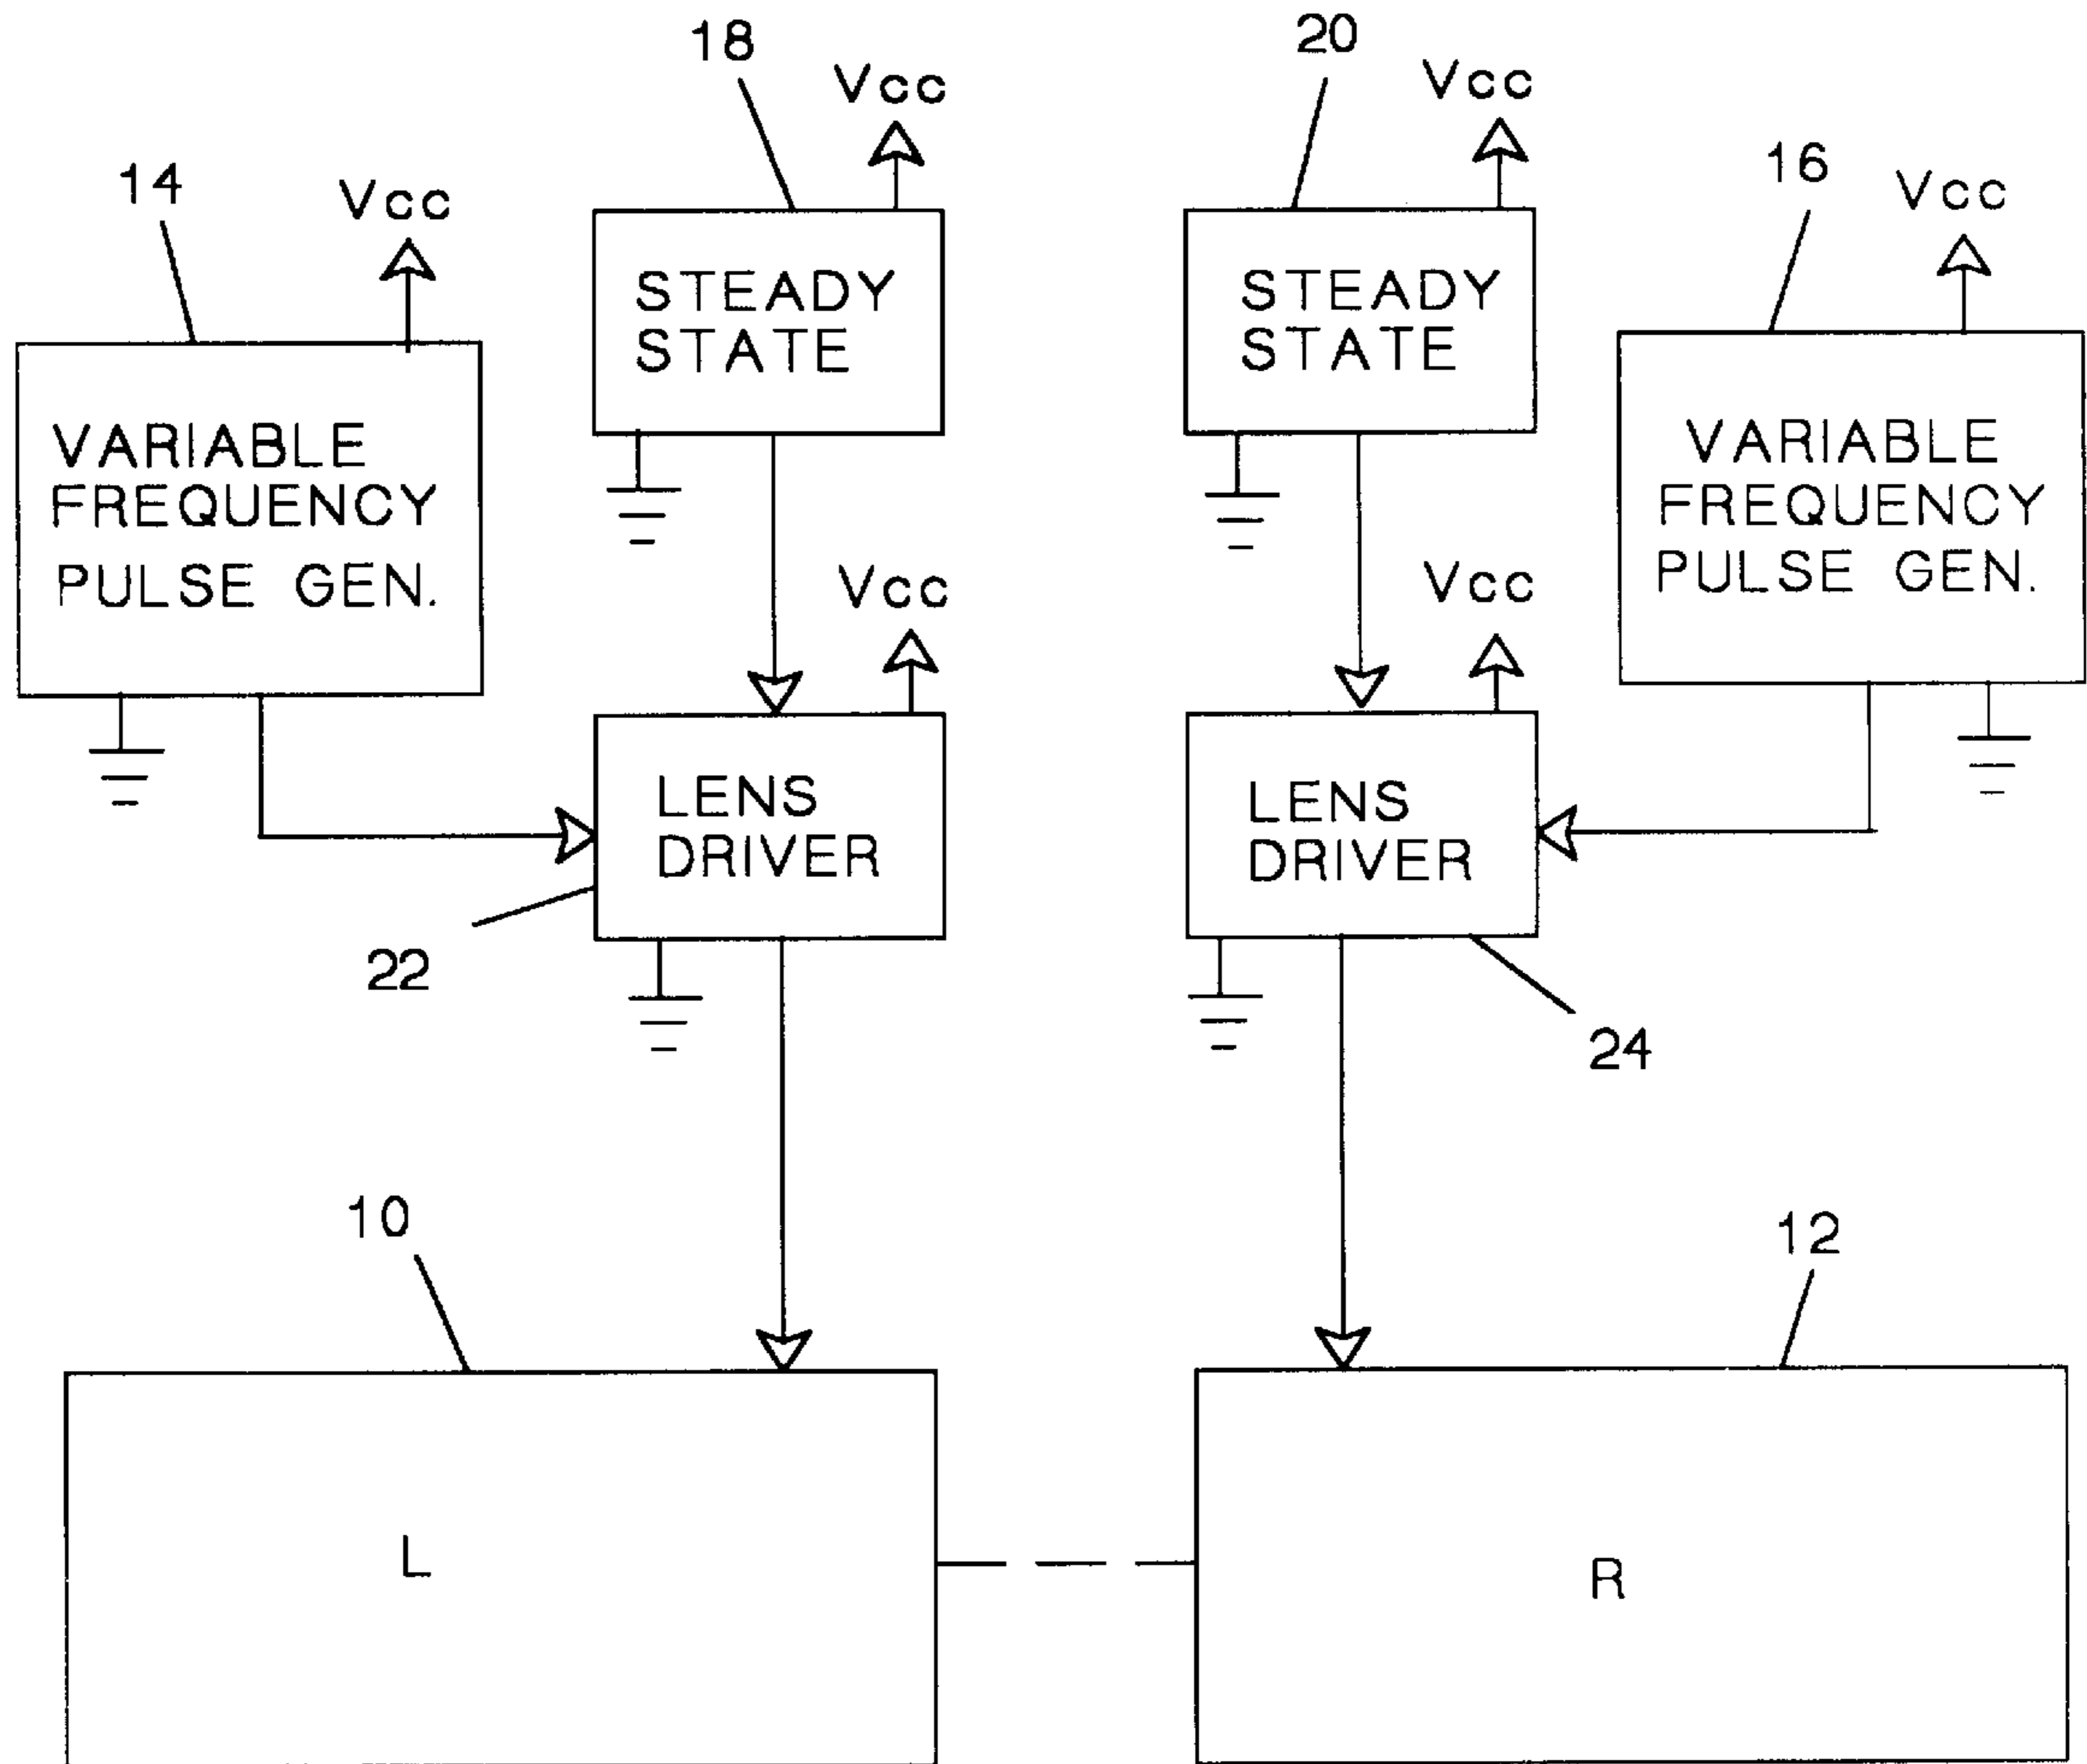 18
Vcc
20
Vcc
14
Vcc
16
Vcc
STEADY
STATE
STEADY
STATE
VARIABLE
FREQUENCY
PULSE GEN.
VARIABLE
FREQUENCY
PULSE GEN.
Vcc
Vcc
LENS
DRIVER
LENS
DRIVER
22
24
10
12
L
R